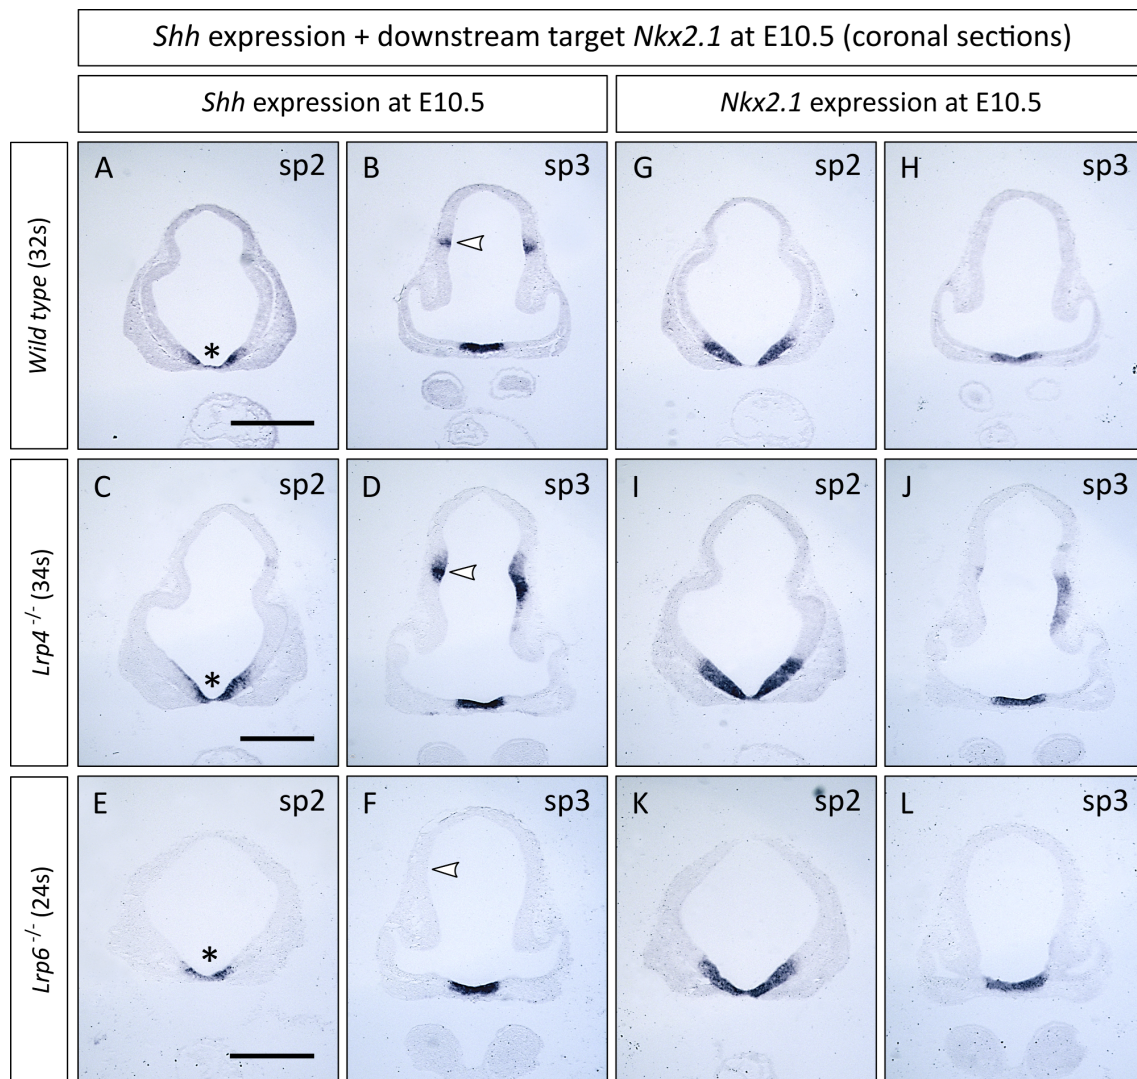 Shh expression + downstream target Nkx2.1 at E10.5 (coronal sections)
Shh expression at E10.5
Nkx2.1 expression at E10.5
Wild type (32s)
A
sp2
B
sp3
G
sp2
H
sp3
*
Lrp4 -/- (34s)
C
sp2
D
sp3
I
sp2
J
sp3
*
Lrp6 -/- (24s)
E
sp2
F
sp3
K
sp2
L
sp3
*